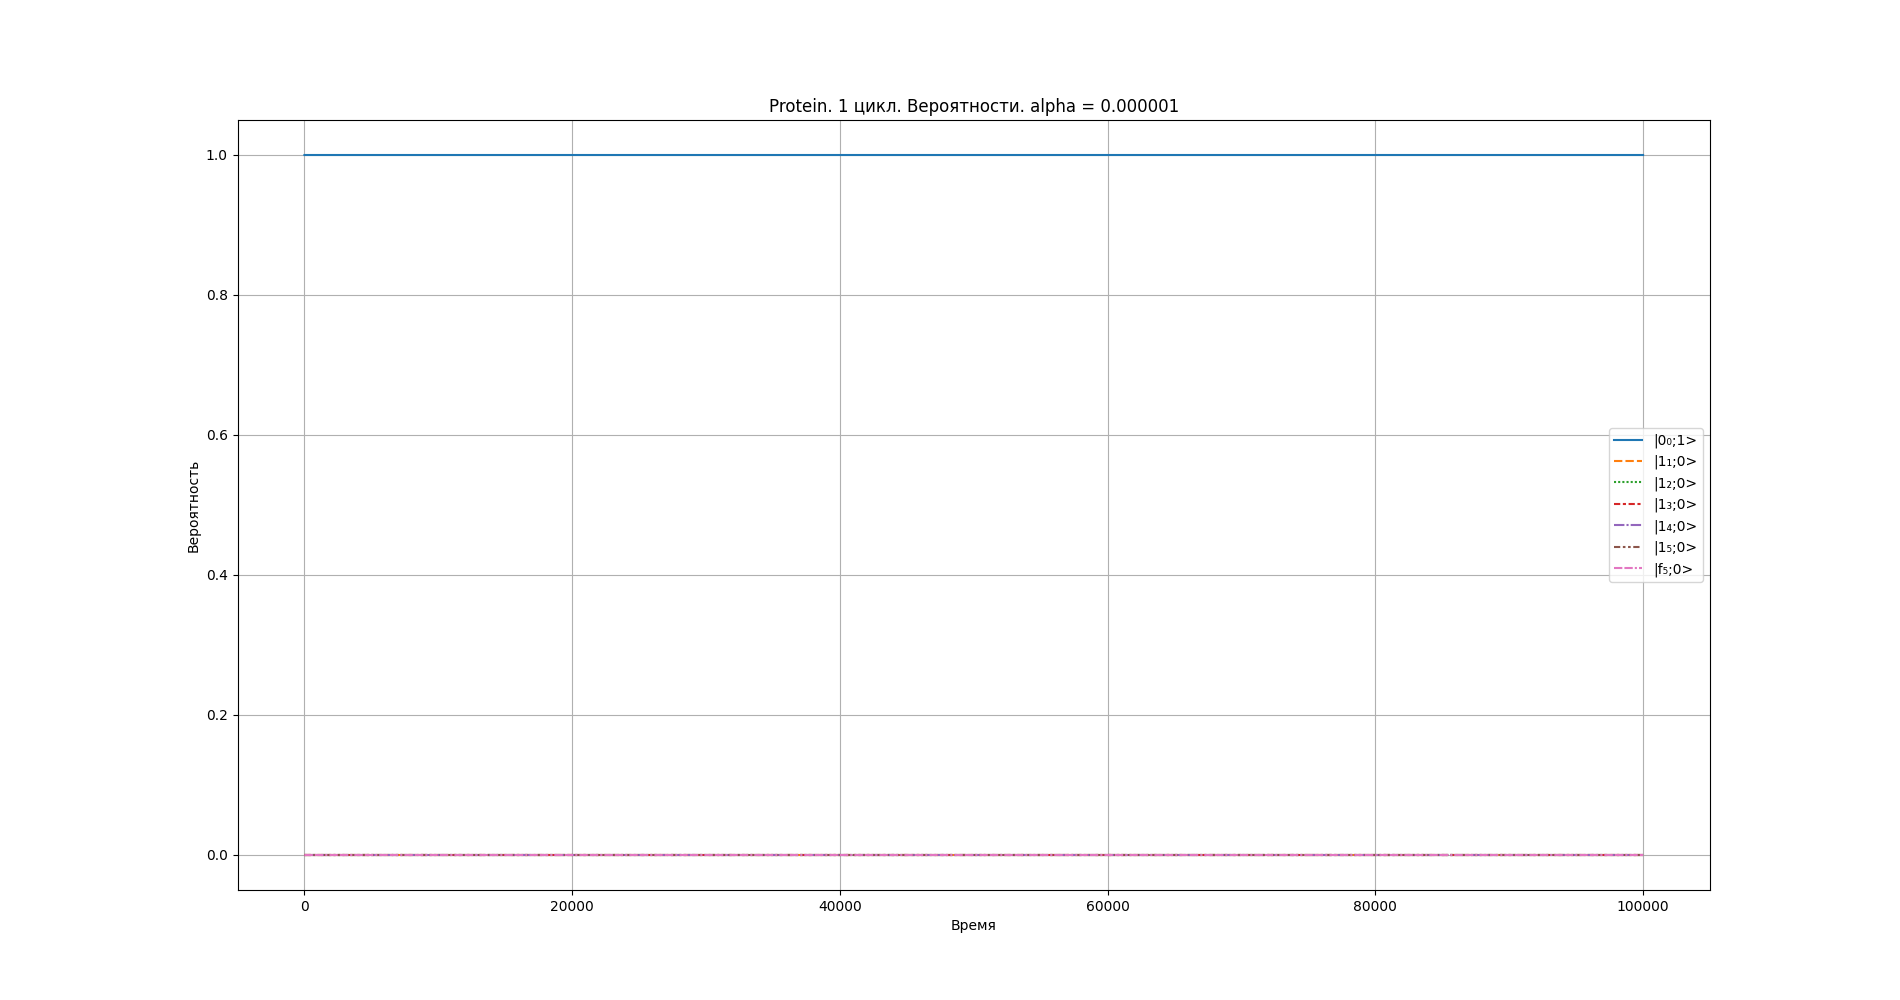 Protein. 1 цикл. Вероятности. alpha = 0.000001
1.0
0.8
0.6
0.4
0.2
0.0
Вероятность
|0₀;1>
|1₁;0>
|1₂;0>
|1₃;0>
|1₄;0>
|1₅;0>
|f₅;0>
0 20000 40000 60000 80000 100000
Время